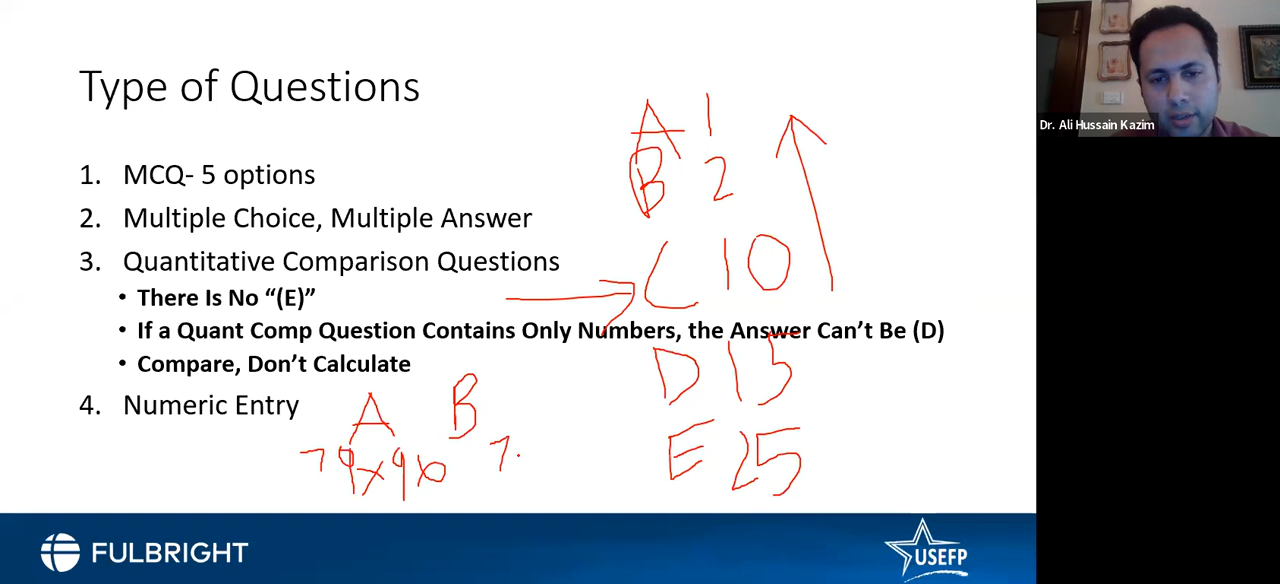 Type of Questions
1. MCQ- 5 options
2. Multiple Choice, Multiple Answer
3. Quantitative Comparison Questions
• There Is No “(E)”
• If a Quant Comp Question Contains Only Numbers, the Answer Can’t Be (D)
• Compare, Don’t Calculate
4. Numeric Entry
A 1
B 2
C 10
D 15
E 25
A B
Dr. Ali Hussain Kazim
FULBRIGHT
USEFP